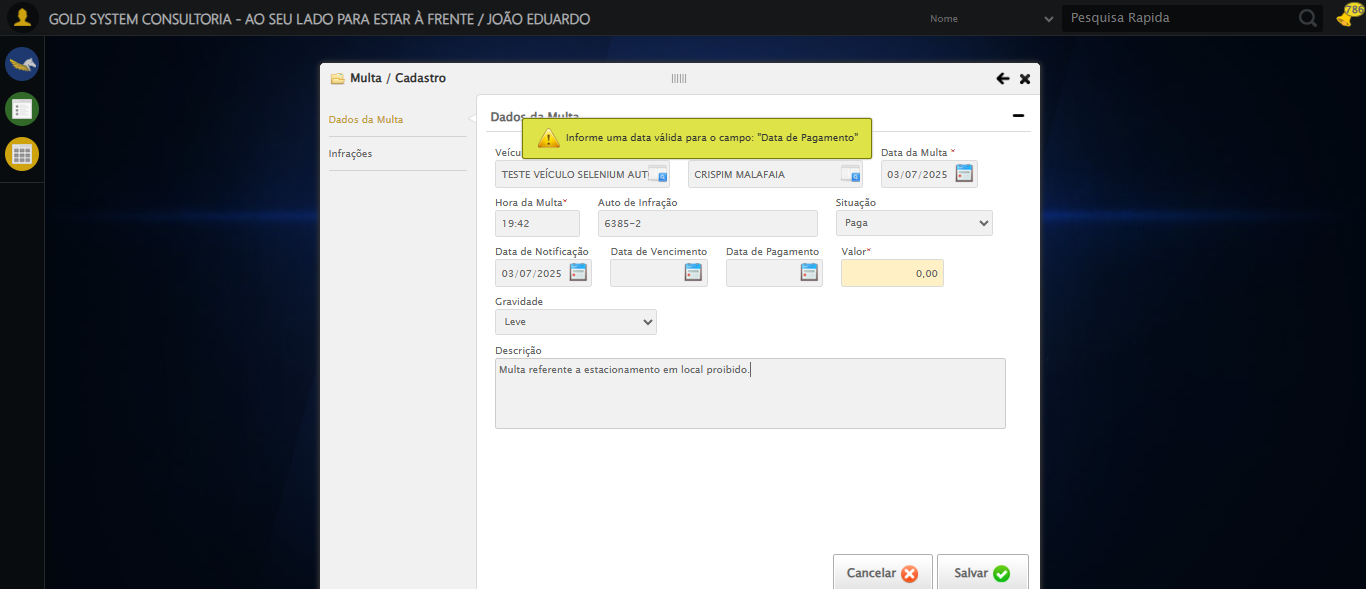 GOLD SYSTEM CONSULTORIA - AO SEU LADO PARA ESTAR À FRENTE / JOÃO EDUARDO
Nome
Pesquisa Rapida
786
Multa / Cadastro
Dados da Multa
Infrações
Dados da Multa
Informe uma data válida para o campo: "Data de Pagamento"
Data da Multa *
TESTE VEÍCULO SELENIUM
CRISPIM MALAFAIA
03/07/2025
Hora da Multa*
Auto de Infração
Situação
19:42
6385-2
Paga
Data de Notificação
Data de Vencimento
Data de Pagamento
Valor*
03/07/2025
0,00
Gravidade
Leve
Descrição
Multa referente a estacionamento em local proibido.
Cancelar
Salvar